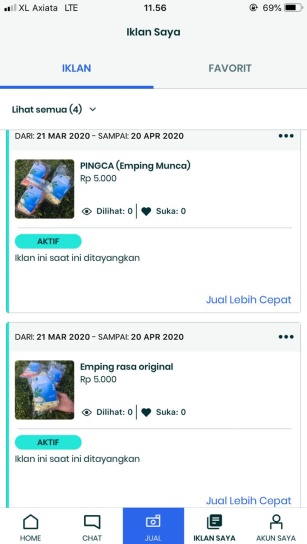 XL Axiata LTE 11.56 69%
Iklan Saya
IKLAN FAVORIT
Lihat semua (4)
DARI: 21 MAR 2020 - SAMPAI: 20 APR 2020
PINGCA (Emping Munca)
Rp 5.000
Dilihat: 0 Suka: 0
AKTIF
Iklan ini saat ini ditayangkan
Jual Lebih Cepat
DARI: 21 MAR 2020 - SAMPAI: 20 APR 2020
Emping rasa original
Rp 5.000
Dilihat: 0 Suka: 0
AKTIF
Iklan ini saat ini ditayangkan
Jual Lebih Cepat
HOME CHAT JUAL IKLAN SAYA AKUN SAYA